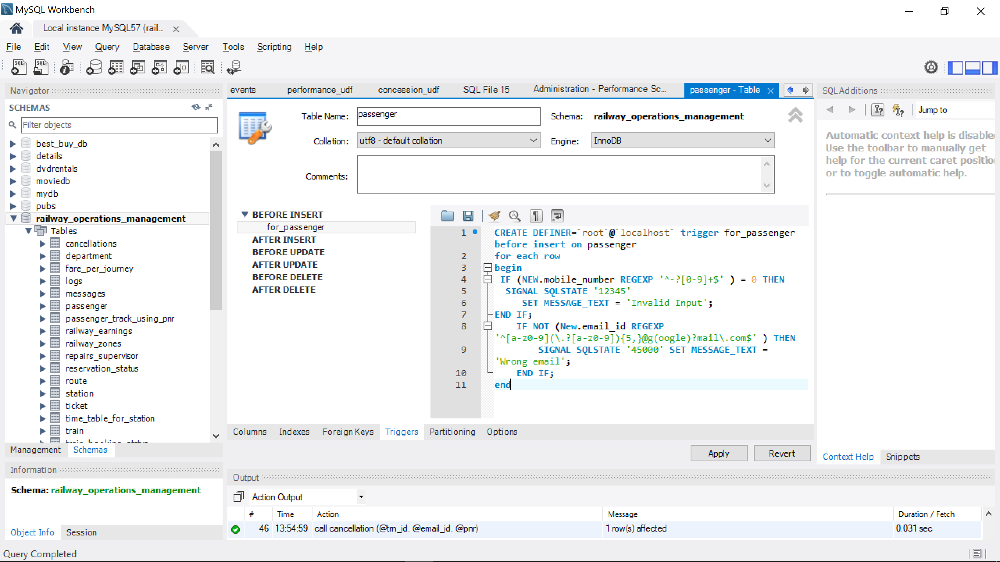 MySQL Workbench
Local instance MySQL57 (rail...
File Edit View Query Database Server Tools Scripting Help
Navigator
SCHEMAS
Filter objects
best_buy_db
details
dvdrentals
moviedb
mydb
pubs
railway_operations_management
Tables
cancellations
department
fare_per_journey
logs
messages
passenger
passenger_track_using_pnr
railway_earnings
railway_zones
repairs_supervisor
reservation_status
route
station
ticket
time_table_for_station
train
Management Schemas
Information
Schema: railway_operations_management
Object Info Session
Query Completed
events performance_udf concession_udf SQL File 15 Administration - Performance Sc... passenger - Table
Table Name: passenger Schema: railway_operations_management
Collation: utf8 - default collation Engine: InnoDB
Comments:
BEFORE INSERT
for_passenger
AFTER INSERT
BEFORE UPDATE
AFTER UPDATE
BEFORE DELETE
AFTER DELETE
1 CREATE DEFINER=`root`@`localhost` trigger for_passenger
before insert on passenger
2 for each row
3 begin
4 IF (NEW.mobile_number REGEXP '^-?[0-9]+$' ) = 0 THEN
5 SIGNAL SQLSTATE '12345'
6 SET MESSAGE_TEXT = 'Invalid Input';
7 END IF;
8 IF NOT (New.email_id REGEXP
'^[a-z0-9](\.?[a-z0-9]){5,}@g(oogle)?mail\.com$' ) THEN
9 SIGNAL SQLSTATE '45000' SET MESSAGE_TEXT =
'Wrong email';
10 END IF;
11 end
Columns Indexes Foreign Keys Triggers Partitioning Options
Apply Revert
Output
Action Output
# Time Action Message Duration / Fetch
46 13:54:59 call cancellation (@trn_id, @email_id, @pnr) 1 row(s) affected 0.031 sec
SQLAdditions
Jump to
Automatic context help is disabled
Use the toolbar to manually get
help for the current caret position
or to toggle automatic help.
Context Help Snippets